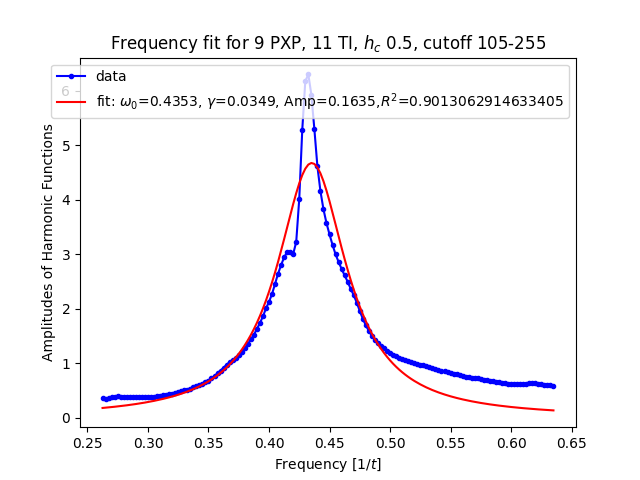 Frequency fit for 9 PXP, 11 TI, $h_c$ 0.5, cutoff 105-255
data
fit: $\omega_0$=0.4353, $\gamma$=0.0349, Amp=0.1635,$R^2$=0.9013062914633405
Amplitudes of Harmonic Functions
6
5
4
3
2
1
0
0.25 0.30 0.35 0.40 0.45 0.50 0.55 0.60 0.65
Frequency [1/$t$]